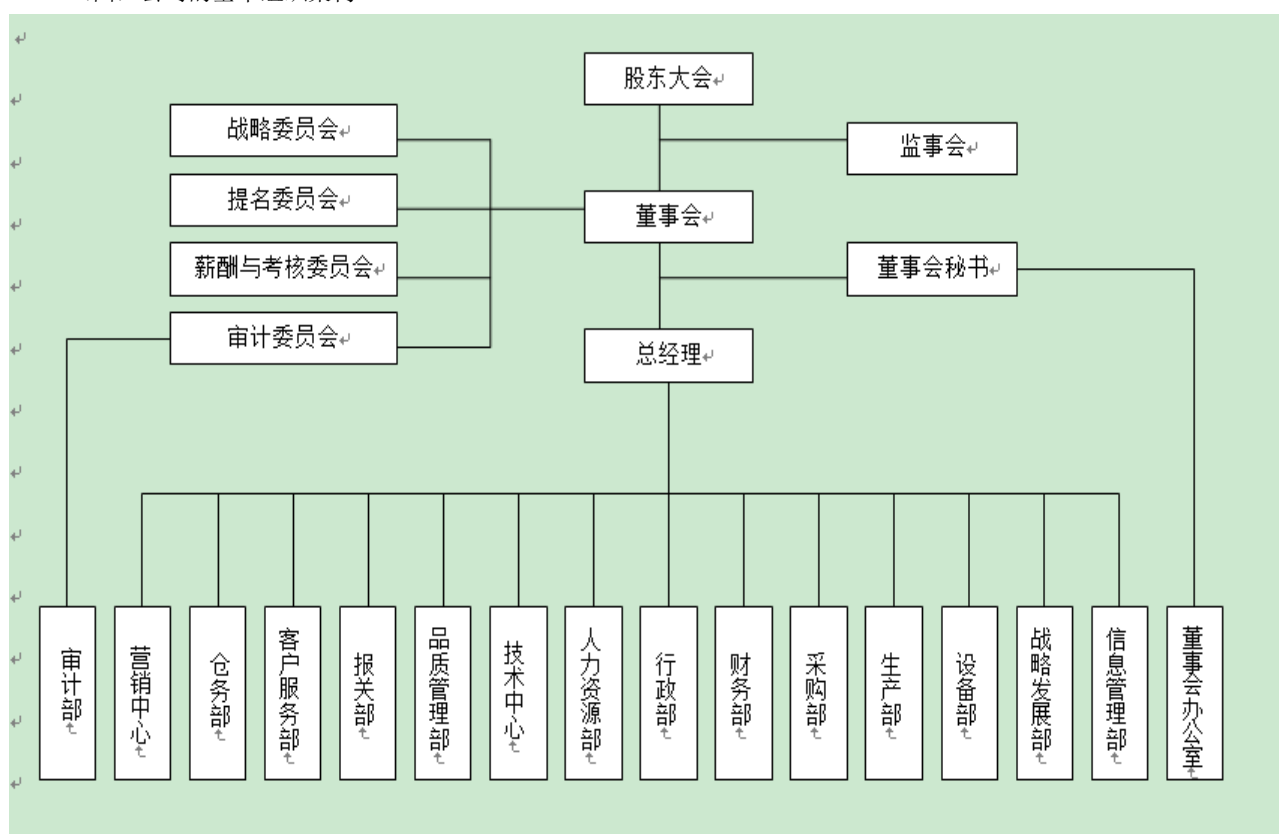 股东大会
战略委员会
监事会
提名委员会
董事会
薪酬与考核委员会
董事会秘书
审计委员会
总经理
审计部
营销中心
仓务部
客户服务部
报关部
品质管理部
技术中心
人力资源部
行政部
财务部
采购部
生产部
设备部
战略发展部
信息管理部
董事会办公室